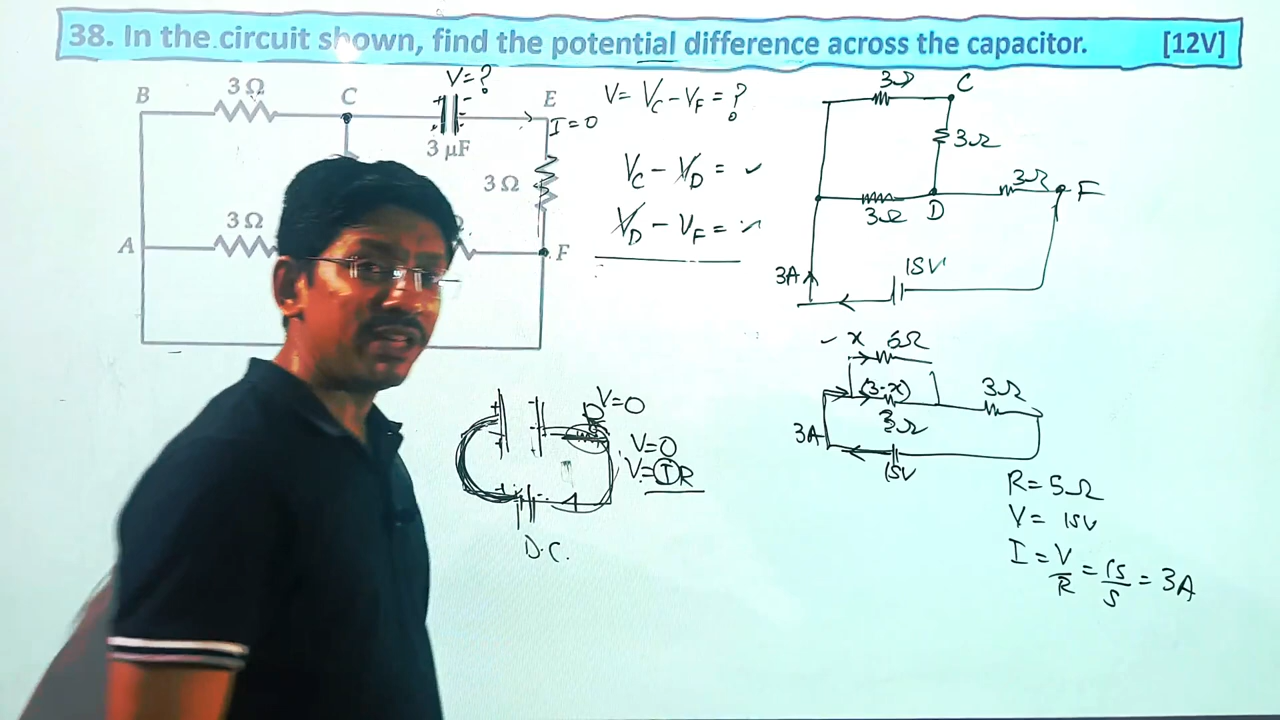 38. In the circuit shown, find the potential difference across the capacitor. [12V]
V=?
B 3 Ω C E
I=0
3 μF
3 Ω
A 3 Ω F
V = V_C - V_F = ?
V_C - V_D = ✓
V_D - V_F = ✓
3Ω C
3Ω
3Ω F
3Ω D
15V
3A
x 6Ω
(3-x)
3Ω
3Ω
3A
15V
R = 5Ω
V = 15V
I = V/R = 15/5 = 3A
V=0
V=0
V=IR
D.C.